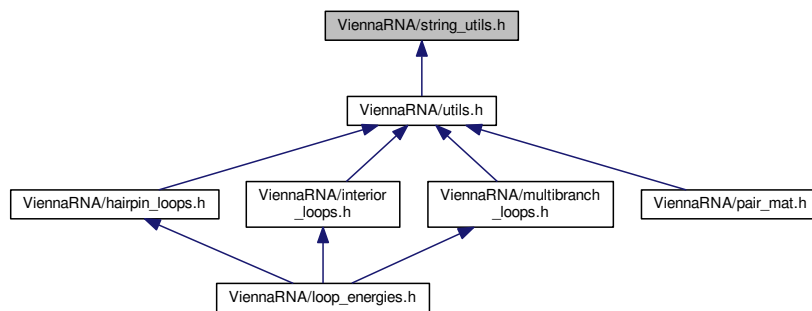 ViennaRNA/string_utils.h
ViennaRNA/utils.h
ViennaRNA/hairpin_loops.h
ViennaRNA/interior
_loops.h
ViennaRNA/multibranch
_loops.h
ViennaRNA/pair_mat.h
ViennaRNA/loop_energies.h